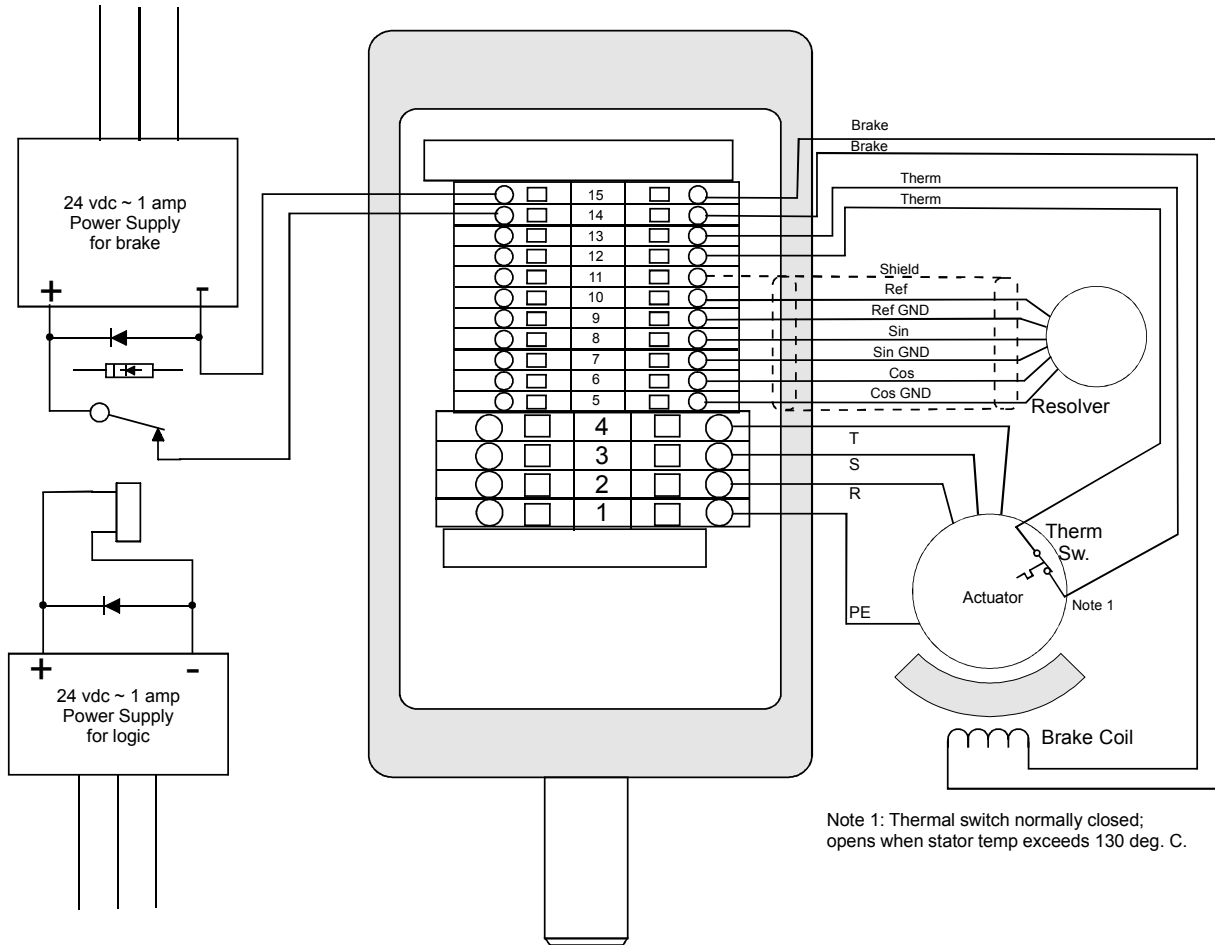 24 vdc ~ 1 amp
Power Supply
for brake
+
-
+
-
24 vdc ~ 1 amp
Power Supply
for logic
15
14
13
12
11
10
9
8
7
6
5
4
3
2
1
Brake
Brake
Therm
Therm
Shield
Ref
Ref GND
Sin
Sin GND
Cos
Cos GND
Resolver
T
S
R
PE
Therm
Sw.
Actuator
Note 1
Brake Coil
Note 1: Thermal switch normally closed;
opens when stator temp exceeds 130 deg. C.